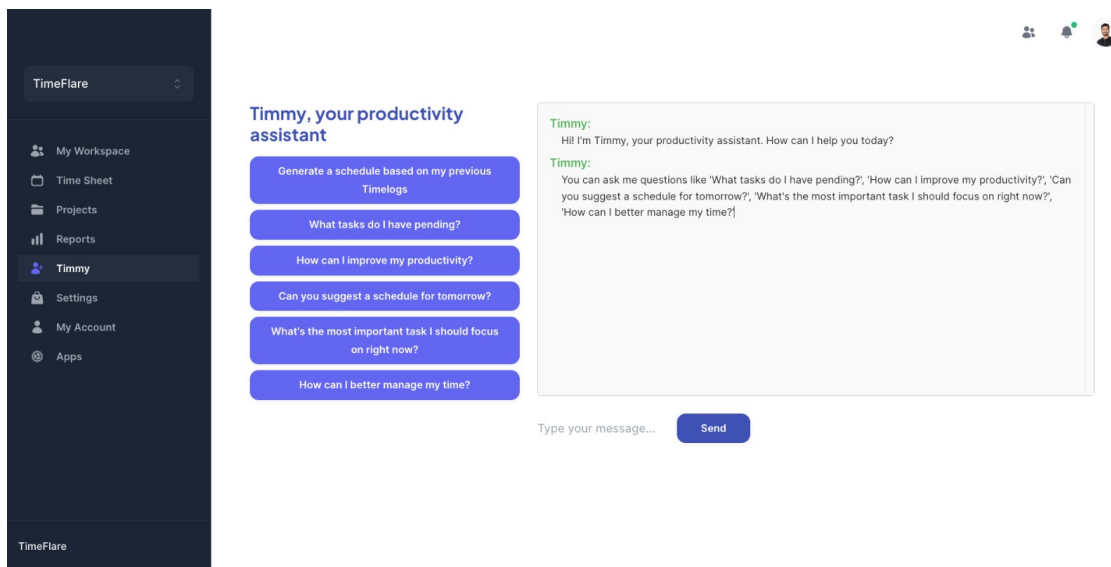 TimeFlare
My Workspace
Time Sheet
Projects
Reports
Timmy
Settings
My Account
Apps
TimeFlare
Timmy, your productivity
assistant
Generate a schedule based on my previous
Timelogs
What tasks do I have pending?
How can I improve my productivity?
Can you suggest a schedule for tomorrow?
What's the most important task I should focus
on right now?
How can I better manage my time?
Timmy:
Hi! I'm Timmy, your productivity assistant. How can I help you today?
Timmy:
You can ask me questions like 'What tasks do I have pending?', 'How can I improve my productivity?', 'Can
you suggest a schedule for tomorrow?', 'What's the most important task I should focus on right now?',
'How can I better manage my time?'
Type your message...
Send